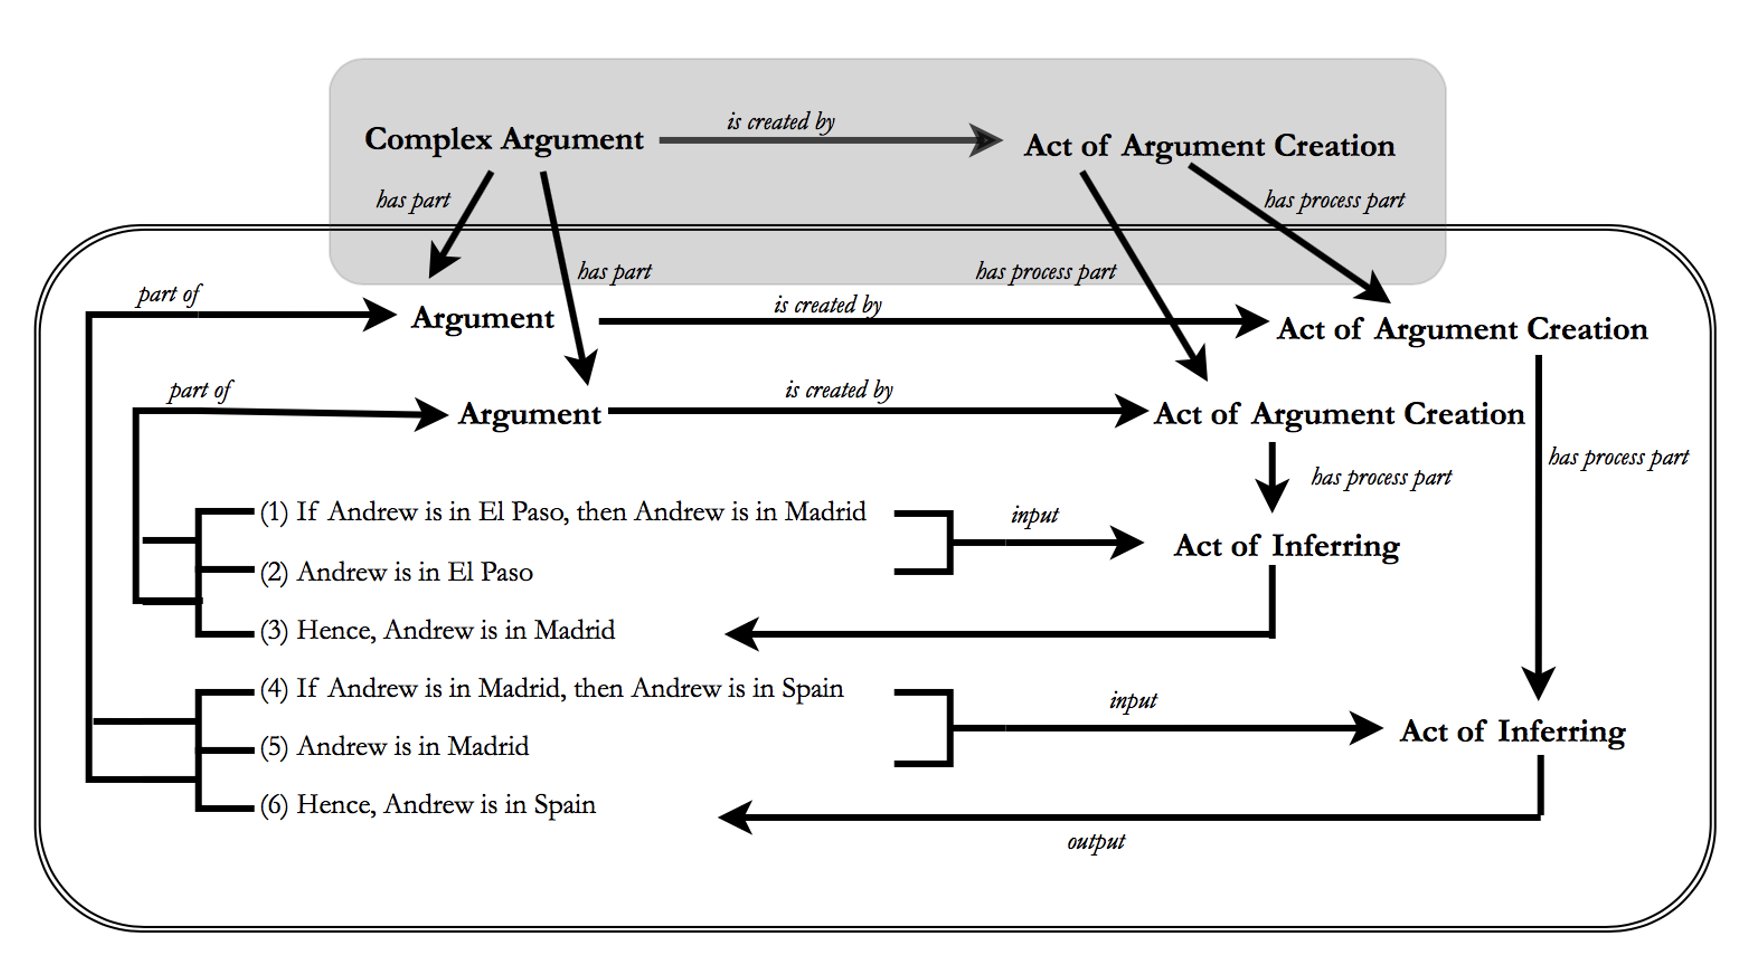 is created by
Complex Argument
Act of Argument Creation
has part
has process part
has part
has process part
part of
is created by
Argument
Act of Argument Creation
part of
is created by
Argument
Act of Argument Creation
has process part
has process part
(1) If Andrew is in El Paso, then Andrew is in Madrid
input
Act of Inferring
(2) Andrew is in El Paso
(3) Hence, Andrew is in Madrid
(4) If Andrew is in Madrid, then Andrew is in Spain
input
Act of Inferring
(5) Andrew is in Madrid
(6) Hence, Andrew is in Spain
output